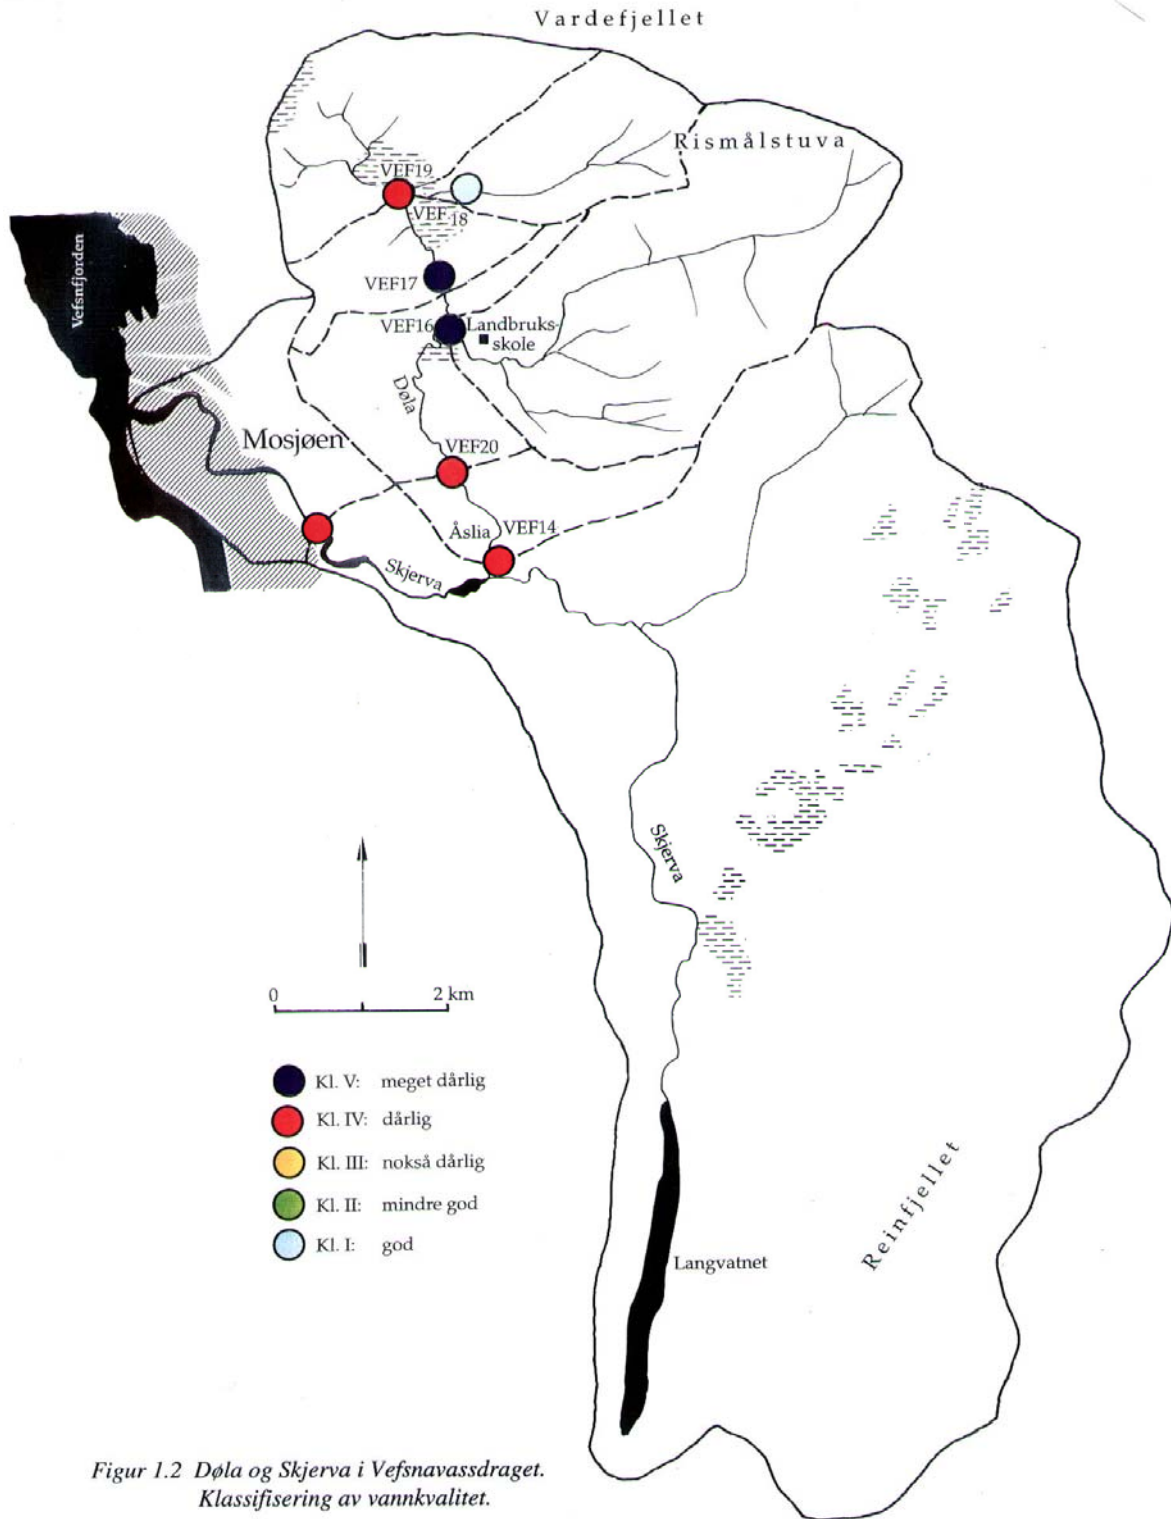 Vardefjellet
Rismålstuva
VEF19
VEF 18
Vefsnfjorden
VEF17
VEF16
Landbruks-
skole
Døla
Mosjøen
VEF20
Åslia
VEF14
Skjerva
Skjerva
0 2 km
Kl. V: meget dårlig
Kl. IV: dårlig
Kl. III: nokså dårlig
Kl. II: mindre god
Kl. I: god
Reinfjellet
Langvatnet
Figur 1.2 Døla og Skjerva i Vefsnavassdraget.
Klassifisering av vannkvalitet.